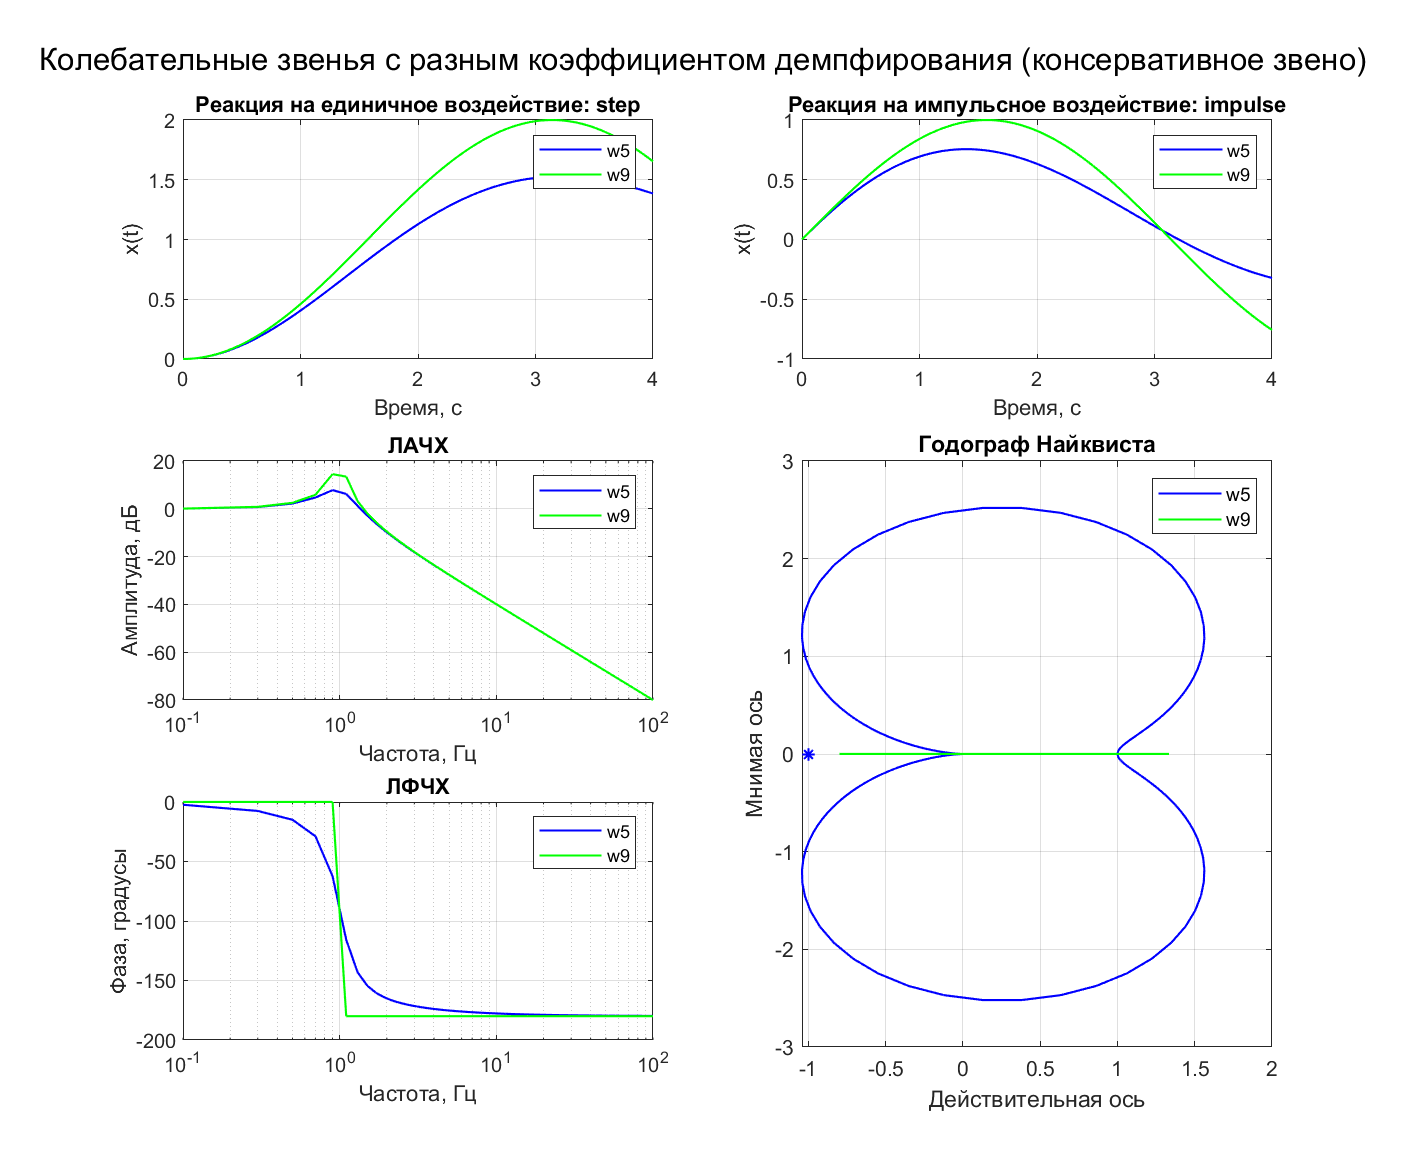 Колебательные звенья с разным коэффициентом демпфирования (консервативное звено)
Реакция на единичное воздействие: step
2
1.5
1
0.5
0
x(t)
w5
w9
0 1 2 3 4
Время, с
Реакция на импульсное воздействие: impulse
1
0.5
0
-0.5
-1
x(t)
w5
w9
0 1 2 3 4
Время, с
ЛАЧХ
20
0
-20
-40
-60
-80
Амплитуда, дБ
w5
w9
10^-1 10^0 10^1 10^2
Частота, Гц
ЛФЧХ
0
-50
-100
-150
-200
Фаза, градусы
w5
w9
10^-1 10^0 10^1 10^2
Частота, Гц
Годограф Найквиста
3
2
1
0
-1
-2
-3
Мнимая ось
w5
w9
-1 -0.5 0 0.5 1 1.5 2
Действительная ось